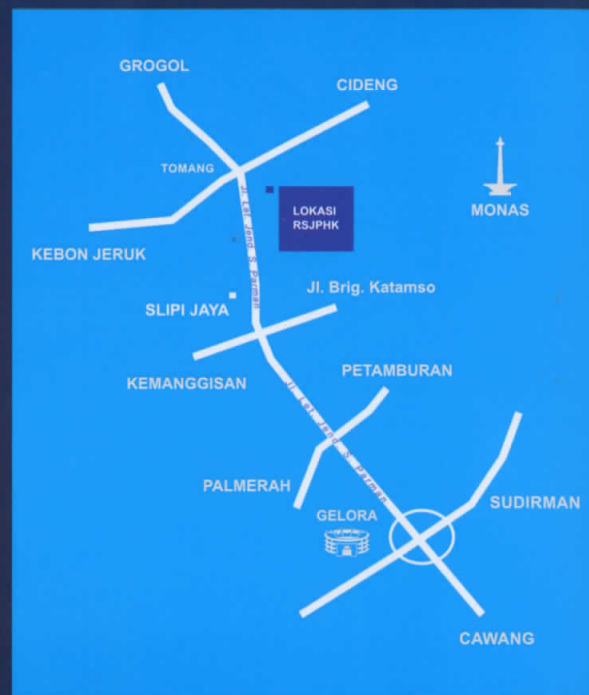 GROGOL
CIDENG
TOMANG
MONAS
LOKASI
RSJPHK
KEBON JERUK
Jl. Let. Jend. S. Parman
Jl. Brig. Katamso
SLIPI JAYA
KEMANGGISAN
PETAMBURAN
Jl. Let. Jend. S. Parman
PALMERAH
SUDIRMAN
GELORA
CAWANG